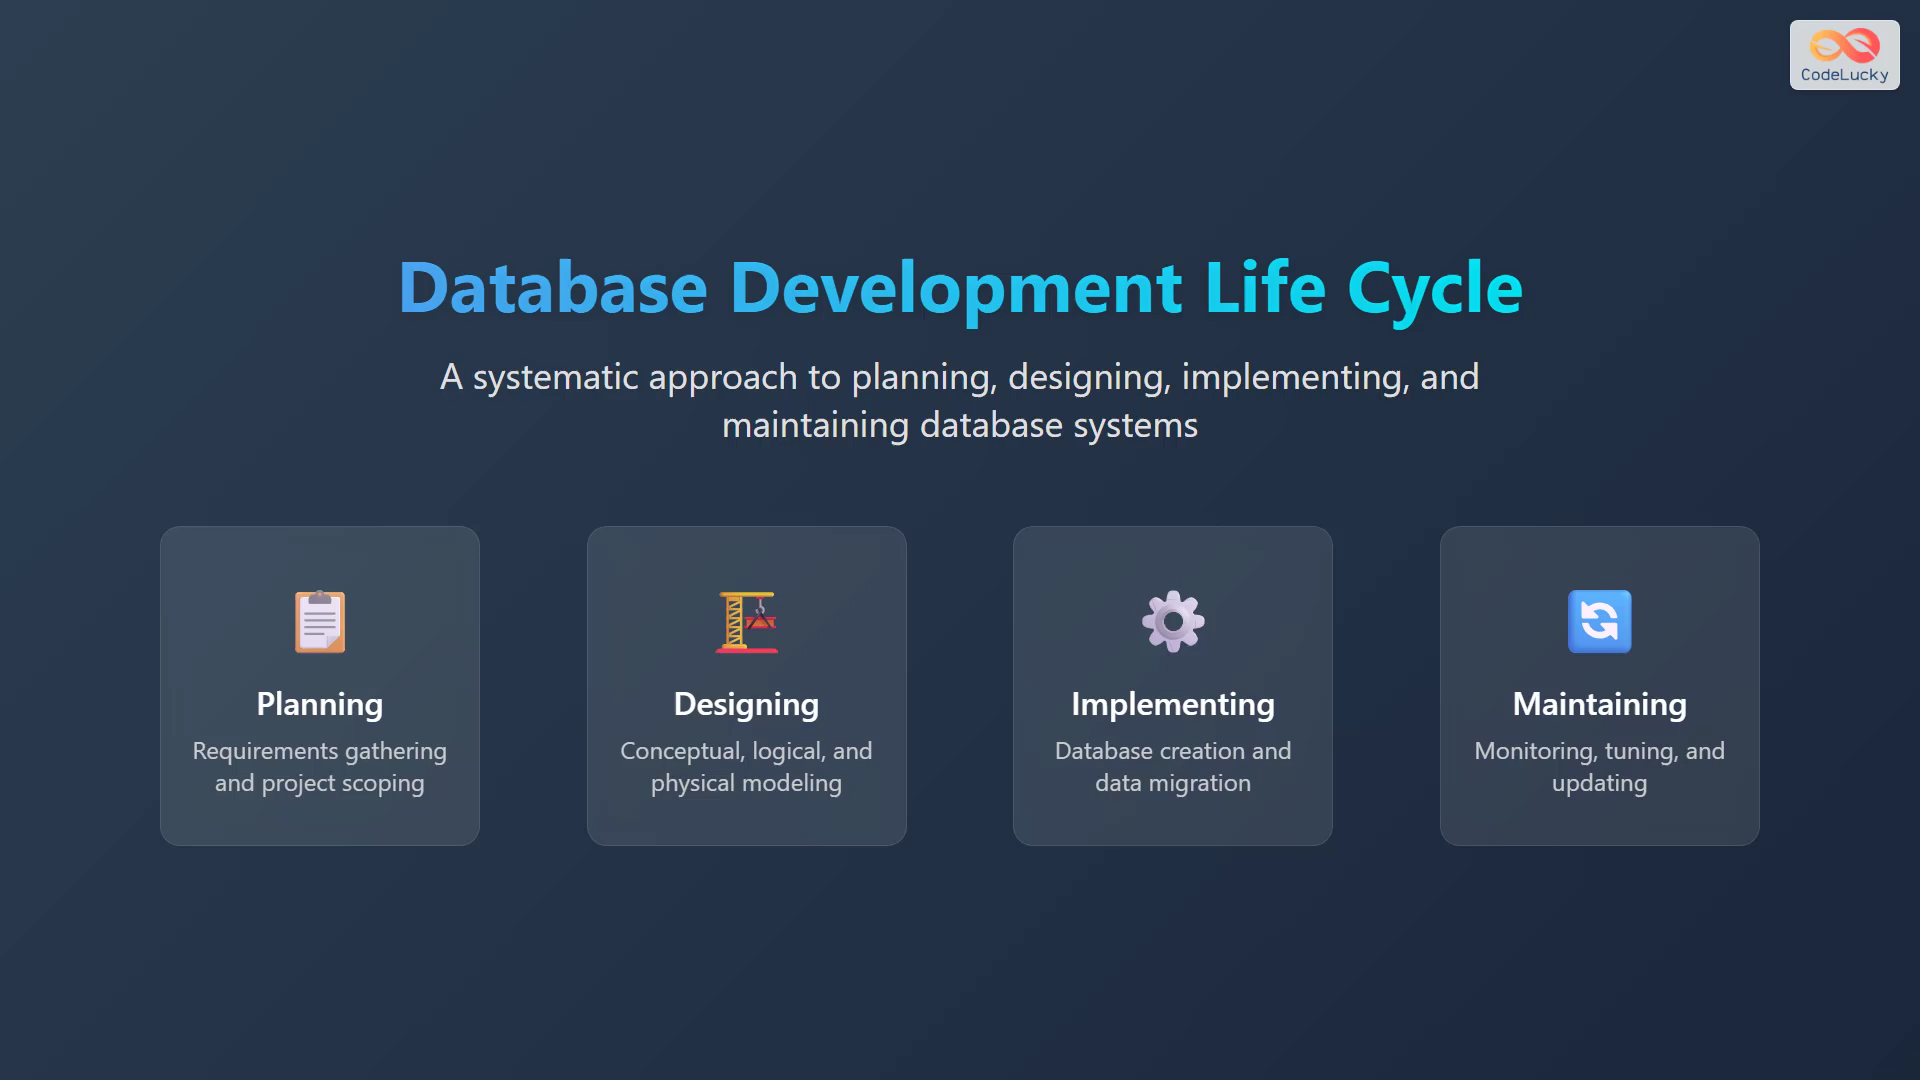 CodeLucky
Database Development Life Cycle
A systematic approach to planning, designing, implementing, and
maintaining database systems
Planning
Requirements gathering
and project scoping
Designing
Conceptual, logical, and
physical modeling
Implementing
Database creation and
data migration
Maintaining
Monitoring, tuning, and
updating